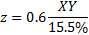 z = 0.6 XY / 15.5%